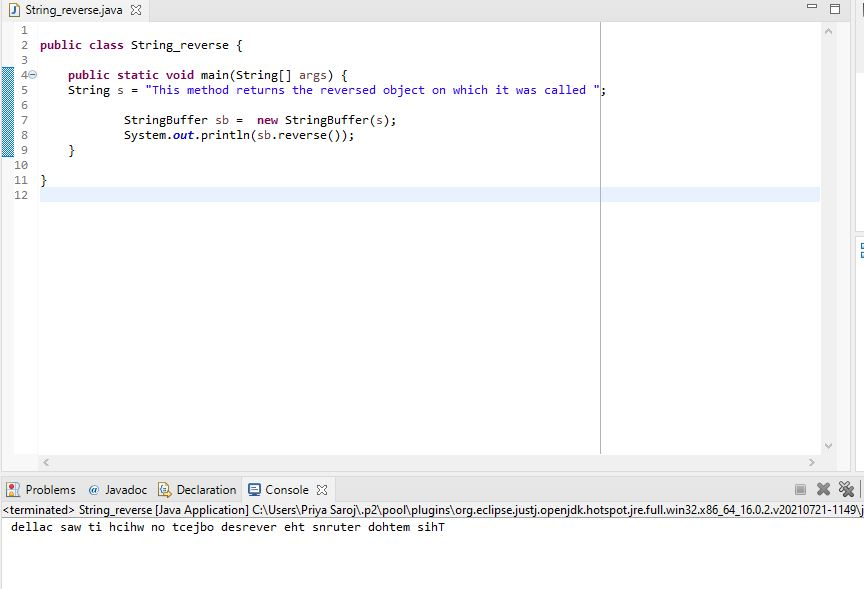 String_reverse.java
1
2 public class String_reverse {
3
4 public static void main(String[] args) {
5 String s = "This method returns the reversed object on which it was called ";
6
7 StringBuffer sb =  new StringBuffer(s);
8 System.out.println(sb.reverse());
9 }
10
11 }
12
Problems @ Javadoc Declaration Console
<terminated> String_reverse [Java Application] C:\Users\Priya Saroj\.p2\pool\plugins\org.eclipse.justj.openjdk.hotspot.jre.full.win32.x86_64_16.0.2.v20210721-1149\j
dellac saw ti hcihw no tcejbo desrever eht snruter dohtem sihT